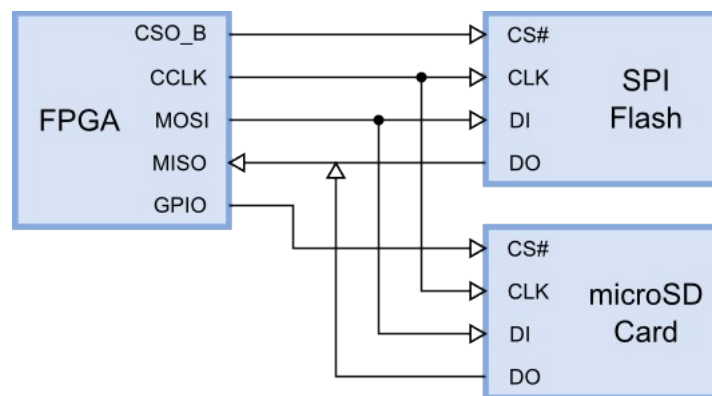 FPGA
CSO_B
CCLK
MOSI
MISO
GPIO
CS#
CLK
DI
DO
SPI
Flash
CS#
CLK
DI
DO
microSD
Card